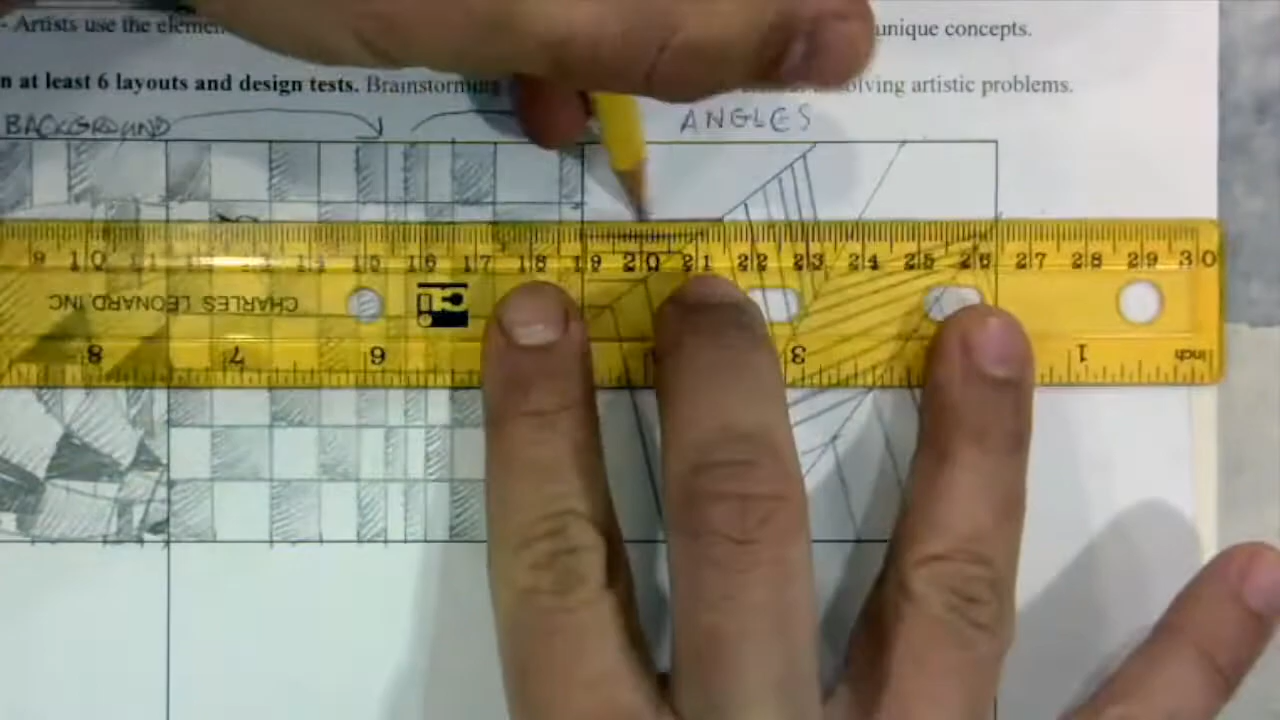 - Artists use the elemen unique concepts.
n at least 6 layouts and design tests. Brainstorming olving artistic problems.
BACKGROUND
ANGLES
9 10 11 12 13 14 15 16 17 18 19 20 21 22 23 24 25 26 27 28 29 30
CHARLES LEONARD, INC
8 7 6 3 1 Inch